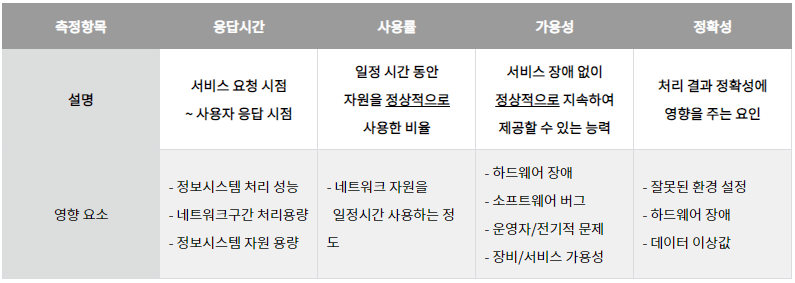 측정항목 응답시간 사용률 가용성 정확성
설명
서비스 요청 시점
~ 사용자 응답 시점
일정 시간 동안
자원을 정상적으로
사용한 비율
서비스 장애 없이
정상적으로 지속하여
제공할 수 있는 능력
처리 결과 정확성에
영향을 주는 요인
영향 요소
- 정보시스템 처리 성능
- 네트워크구간 처리용량
- 정보시스템 자원 용량
- 네트워크 자원을
일정시간 사용하는 정
도
- 하드웨어 장애
- 소프트웨어 버그
- 운영자/전기적 문제
- 장비/서비스 가용성
- 잘못된 환경 설정
- 하드웨어 장애
- 데이터 이상값